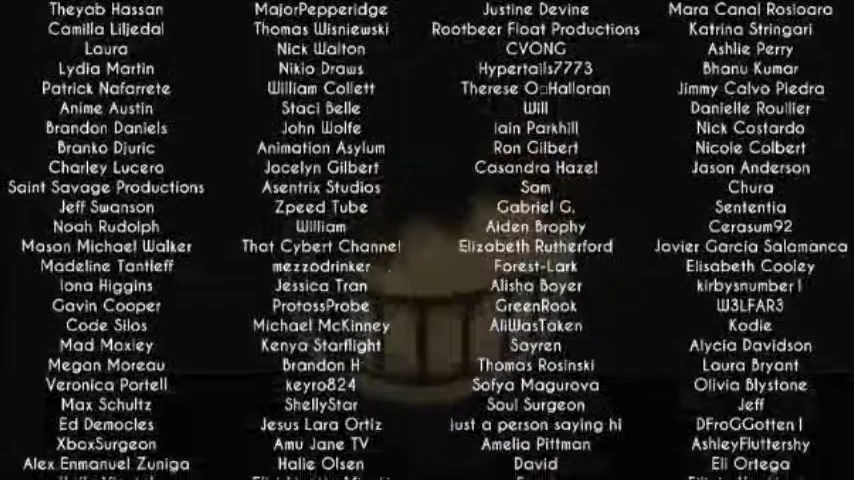 Theyab Hassan
MajorPepperidge
Justine Devine
Mara Canal Rosioara
Camilla Liljedal
Thomas Wisniewski
Rootbeer Float Productions
Katrina Stringari
Laura
Nick Walton
CVONG
Ashlie Perry
Lydia Martin
Nikio Draws
Hypertails7773
Bhanu Kumar
Patrick Nafarrete
William Collett
Therese O□Halloran
Jimmy Calvo Piedra
Anime Austin
Staci Belle
Will
Danielle Roullier
Brandon Daniels
John Wolfe
Iain Parkhill
Nick Costardo
Branko Djuric
Animation Asylum
Ron Gilbert
Nicole Colbert
Charley Lucero
Jocelyn Gilbert
Casandra Hazel
Jason Anderson
Saint Savage Productions
Asentrix Studios
Sam
Chura
Jeff Swanson
Zpeed Tube
Gabriel G.
Sententia
Noah Rudolph
William
Aiden Brophy
Cerasum92
Mason Michael Walker
That Cybert Channel
Elizabeth Rutherford
Javier Garcia Salamanca
Madeline Tantleff
mezzodrinker
Forest-Lark
Elisabeth Cooley
Iona Higgins
Jessica Tran
Alisha Boyer
kirbysnumber1
Gavin Cooper
ProtossProbe
GreenRook
W3LFAR3
Code Silos
Michael McKinney
AliWasTaken
Kodie
Mad Moxley
Kenya Starflight
Sayren
Alycia Davidson
Megan Moreau
Brandon H
Thomas Rosinski
Laura Bryant
Veronica Portell
keyro824
Sofya Magurova
Olivia Blystone
Max Schultz
ShellyStar
Soul Surgeon
Jeff
Ed Democles
Jesus Lara Ortiz
just a person saying hi
DFroGGotten1
XboxSurgeon
Amu Jane TV
Amelia Pittman
AshleyFluttershy
Alex Enmanuel Zuniga
Halie Olsen
David
Eli Ortega